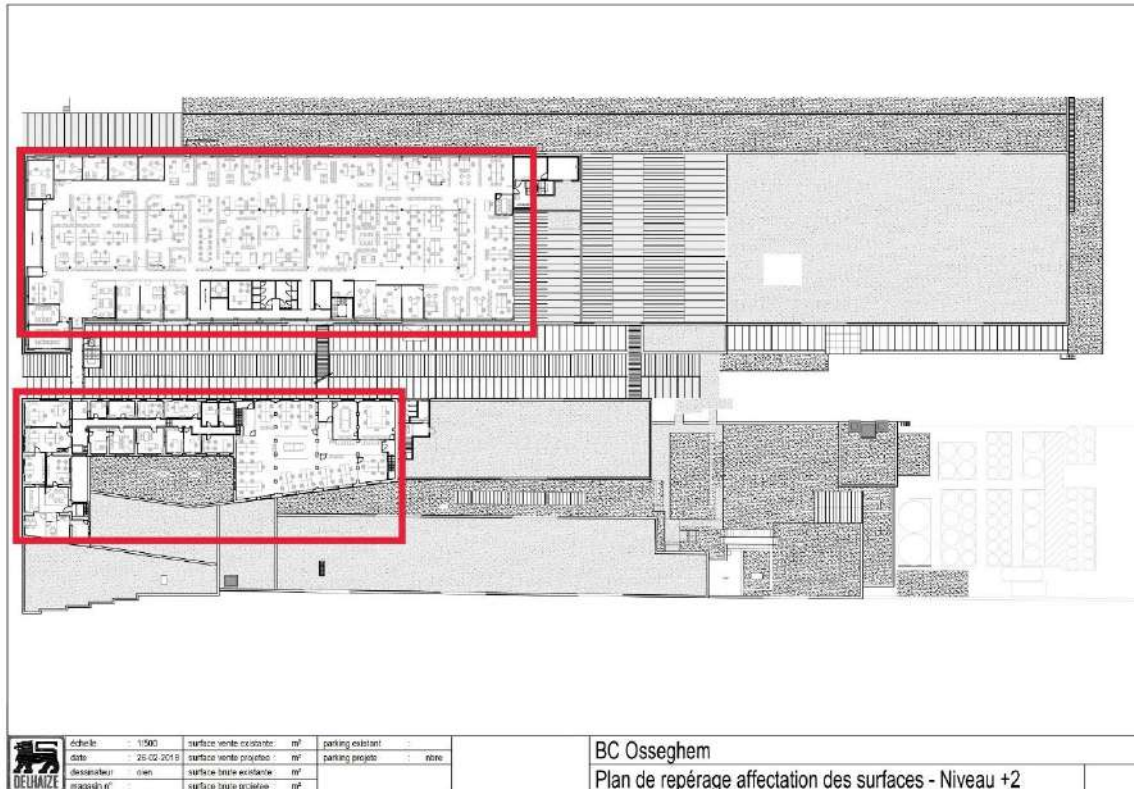 DELHAIZE
échelle : 1/500 surface vente existante : m² parking existant :
date : 26-02-2018 surface vente projetée : m² parking projeté : nbre
dessinateur : surface brute existante : m²
magasin n° : surface brute projetée : m²
BC Osseghem
Plan de repérage affectation des surfaces - Niveau +2